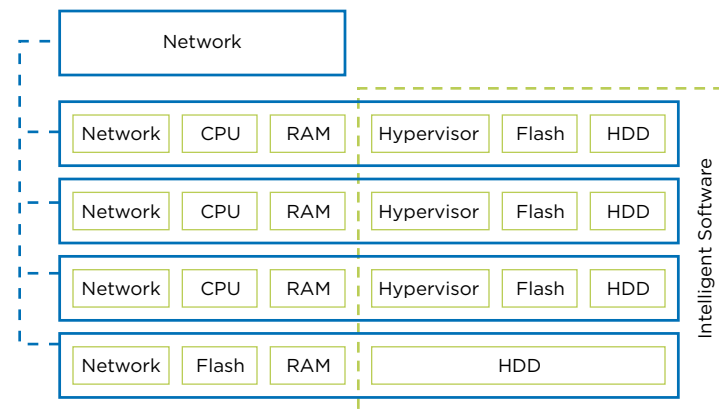 Network
Network CPU RAM Hypervisor Flash HDD
Network CPU RAM Hypervisor Flash HDD
Network CPU RAM Hypervisor Flash HDD
Network Flash RAM HDD
Intelligent Software